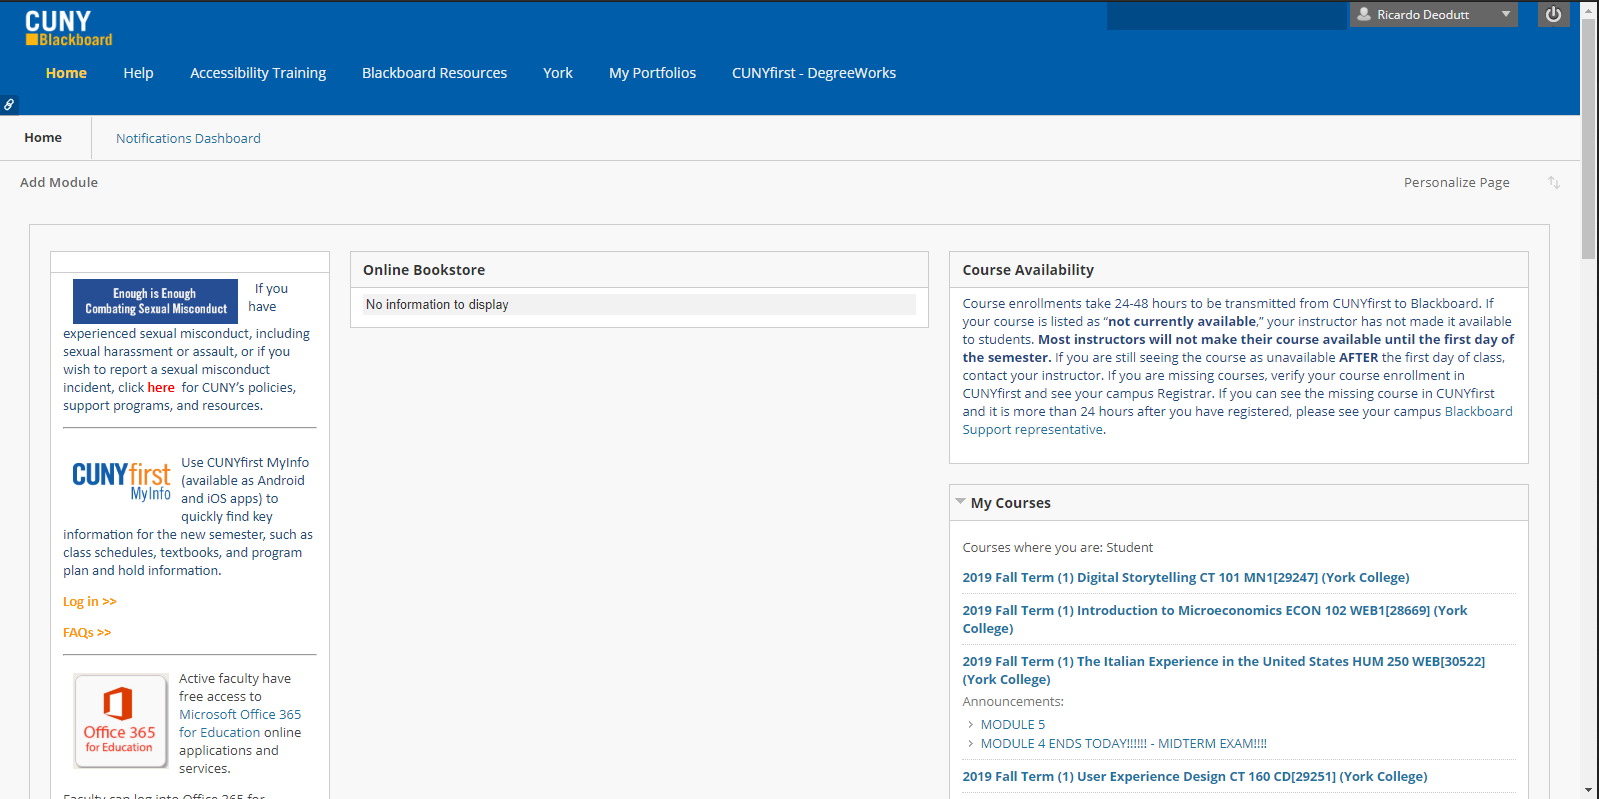 CUNY
Blackboard
Ricardo Deodutt
Home Help Accessibility Training Blackboard Resources York My Portfolios CUNYfirst - DegreeWorks
Home Notifications Dashboard
Add Module
Personalize Page
Enough is Enough
Combating Sexual Misconduct
If you
have
experienced sexual misconduct, including
sexual harassment or assault, or if you
wish to report a sexual misconduct
incident, click here for CUNY's policies,
support programs, and resources.
CUNYfirst
MyInfo
Use CUNYfirst MyInfo
(available as Android
and iOS apps) to
quickly find key
information for the new semester, such as
class schedules, textbooks, and program
plan and hold information.
Log in >>
FAQs >>
Office 365
for Education
Active faculty have
free access to
Microsoft Office 365
for Education online
applications and
services.
Faculty can log into Office 365 for
Online Bookstore
No information to display
Course Availability
Course enrollments take 24-48 hours to be transmitted from CUNYfirst to Blackboard. If
your course is listed as “not currently available,” your instructor has not made it available
to students. Most instructors will not make their course available until the first day of
the semester. If you are still seeing the course as unavailable AFTER the first day of class,
contact your instructor. If you are missing courses, verify your course enrollment in
CUNYfirst and see your campus Registrar. If you can see the missing course in CUNYfirst
and it is more than 24 hours after you have registered, please see your campus Blackboard
Support representative.
My Courses
Courses where you are: Student
2019 Fall Term (1) Digital Storytelling CT 101 MN1[29247] (York College)
2019 Fall Term (1) Introduction to Microeconomics ECON 102 WEB1[28669] (York
College)
2019 Fall Term (1) The Italian Experience in the United States HUM 250 WEB[30522]
(York College)
Announcements:
MODULE 5
MODULE 4 ENDS TODAY!!!!!! - MIDTERM EXAM!!!!
2019 Fall Term (1) User Experience Design CT 160 CD[29251] (York College)